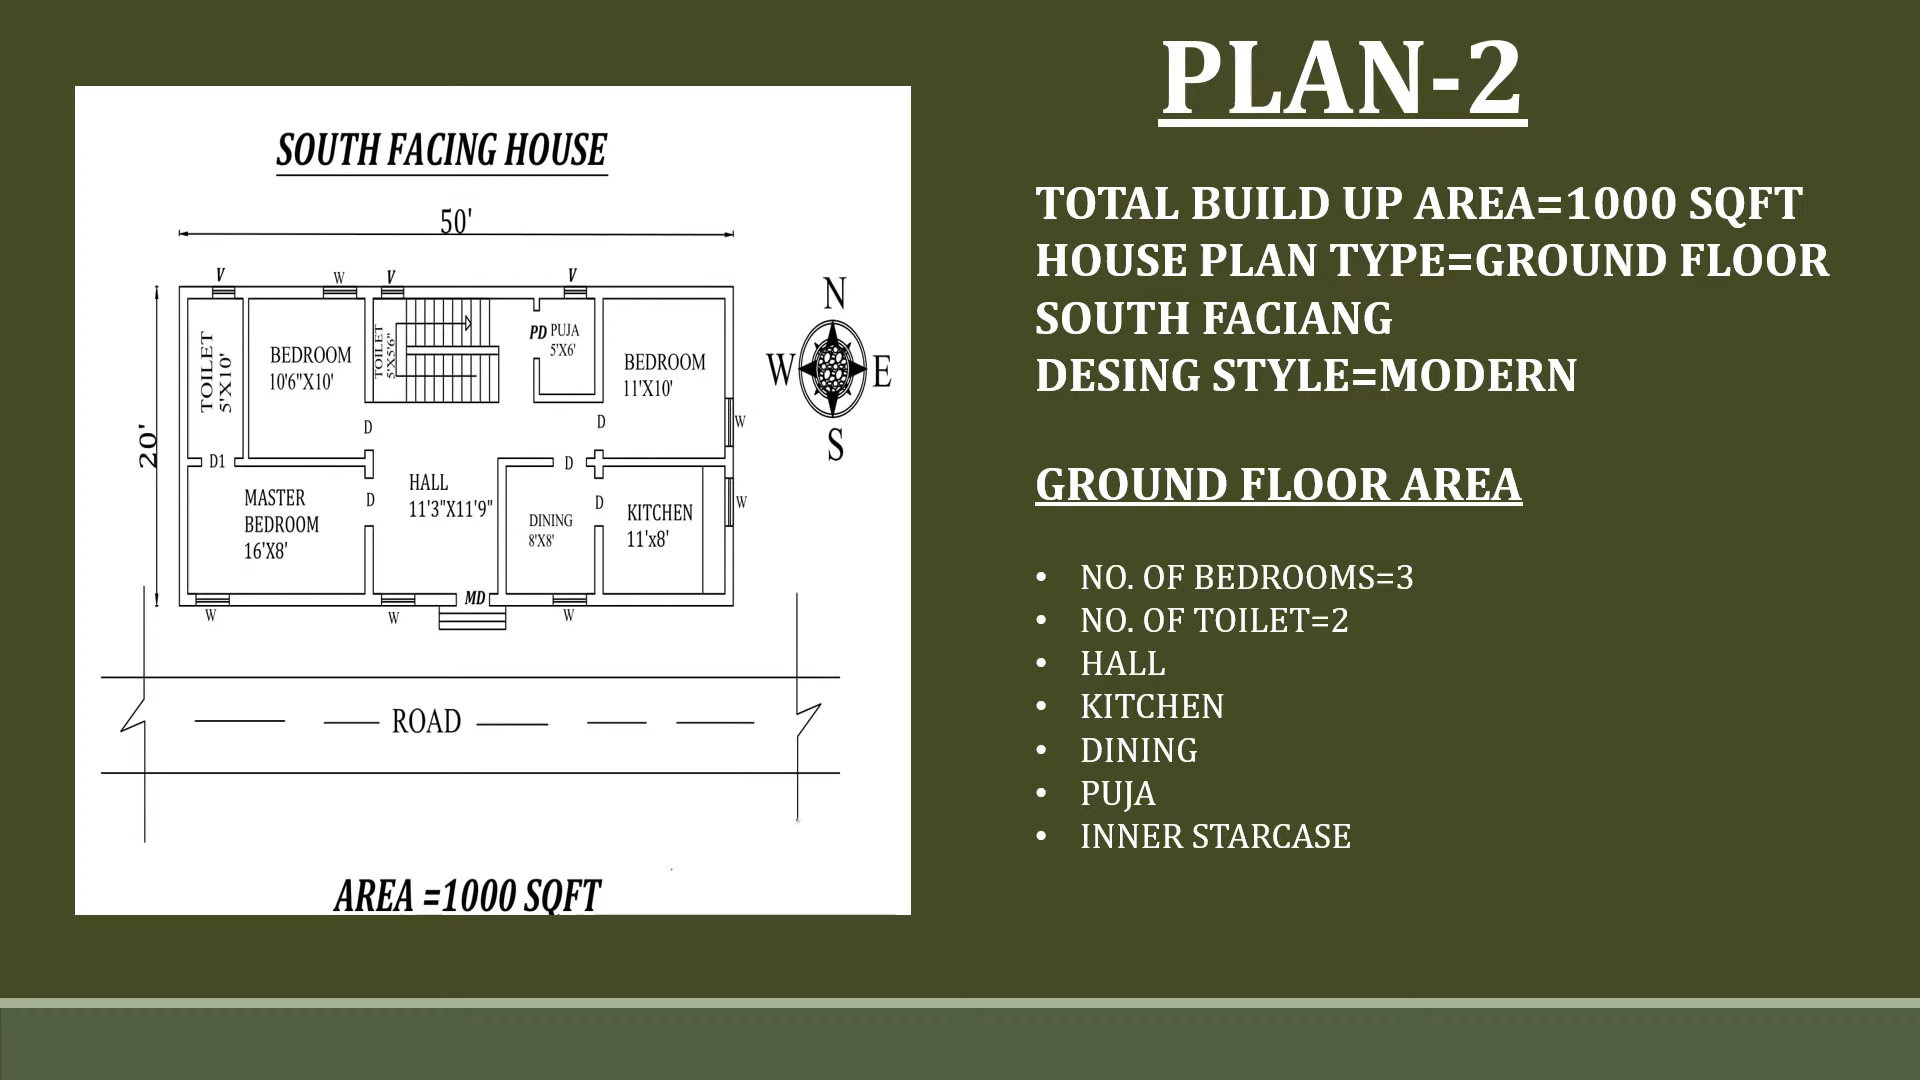 PLAN-2
SOUTH FACING HOUSE
50'
20'
V
W
V
V
TOILET
5'X10'
BEDROOM
10'6"X10'
TOILET
5'X5'6"
PD
PUJA
5'X6'
BEDROOM
11'X10'
D
D
W
D1
D
MASTER
BEDROOM
16'X8'
D
HALL
11'3"X11'9"
DINING
8'X8'
D
KITCHEN
11'x8'
W
W
W
MD
W
N
W
E
S
ROAD
AREA =1000 SQFT
TOTAL BUILD UP AREA=1000 SQFT
HOUSE PLAN TYPE=GROUND FLOOR
SOUTH FACIANG
DESING STYLE=MODERN
GROUND FLOOR AREA
• NO. OF BEDROOMS=3
• NO. OF TOILET=2
• HALL
• KITCHEN
• DINING
• PUJA
• INNER STARCASE